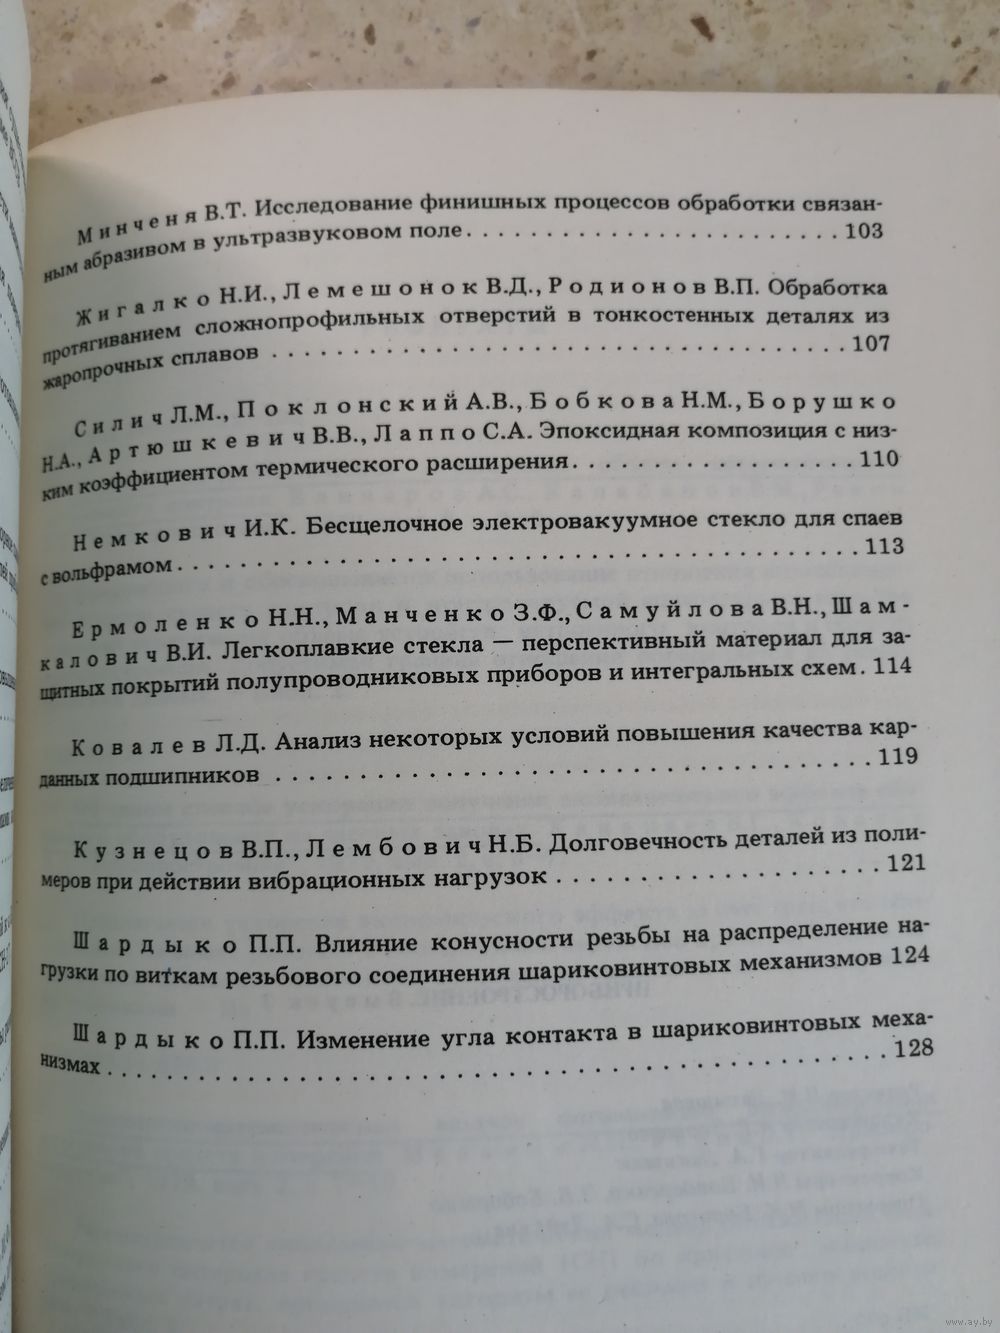 Минченя В.Т. Исследование финишных процессов обработки связан-
ным абразивом в ультразвуковом поле. . . . . . . . . . . . . . . . . . . . . . . . 103
Жигалко Н.И., Лемешонок В.Д., Родионов В.П. Обработка
протягиванием сложнопрофильных отверстий в тонкостенных деталях из
жаропрочных сплавов . . . . . . . . . . . . . . . . . . . . . . . . . . . . . . . . . . . 107
Силич Л.М., Поклонский А.В., Бобкова Н.М., Борушко
Н.А., Артюшкевич В.В., Лаппо С.А. Эпоксидная композиция с низ-
ким коэффициентом термического расширения. . . . . . . . . . . . . . . . . 110
Немкович И.К. Бесщелочное электровакуумное стекло для спаев
с вольфрамом. . . . . . . . . . . . . . . . . . . . . . . . . . . . . . . . . . . . . . . . . 113
Ермоленко Н.Н., Манченко З.Ф., Самуйлова В.Н., Шам-
калович В.И. Легкоплавкие стекла — перспективный материал для за-
щитных покрытий полупроводниковых приборов и интегральных схем. 114
Ковалев Л.Д. Анализ некоторых условий повышения качества кар-
данных подшипников . . . . . . . . . . . . . . . . . . . . . . . . . . . . . . . . . . . 119
Кузнецов В.П., Лембович Н.Б. Долговечность деталей из поли-
меров при действии вибрационных нагрузок . . . . . . . . . . . . . . . . . . . 121
Шардыко П.П. Влияние конусности резьбы на распределение на-
грузки по виткам резьбового соединения шариковинтовых механизмов 124
Шардыко П.П. Изменение угла контакта в шариковинтовых меха-
низмах . . . . . . . . . . . . . . . . . . . . . . . . . . . . . . . . . . . . . . . . . . . . . . 128
www.ay.by